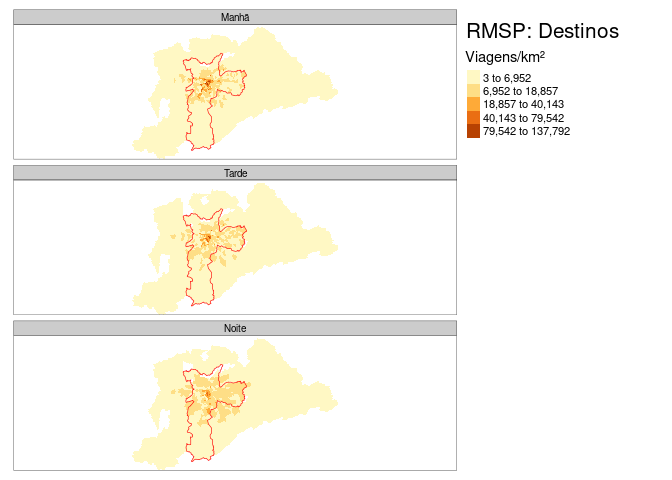 Manhã
RMSP: Destinos
Viagens/km²
3 to 6,952
6,952 to 18,857
18,857 to 40,143
40,143 to 79,542
79,542 to 137,792
Tarde
Noite